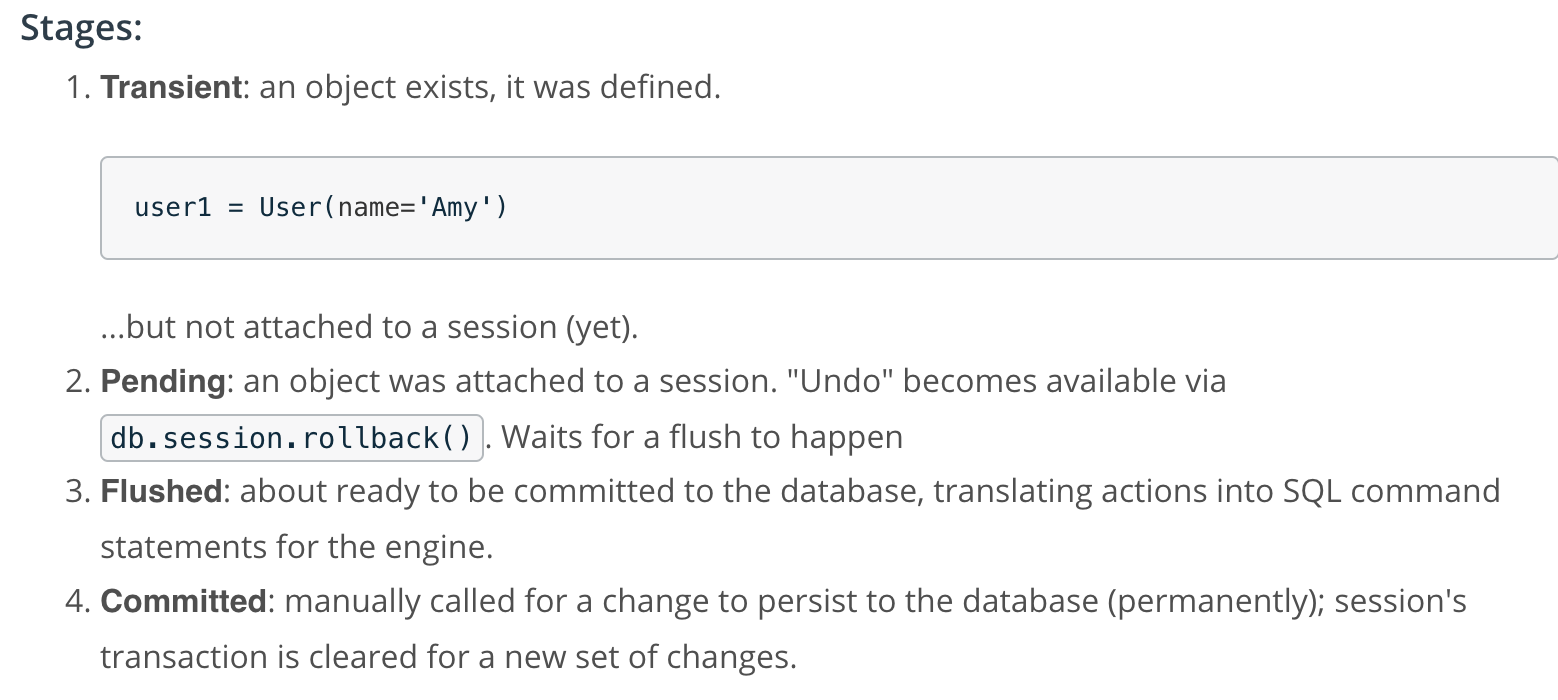 Stages:
1. Transient: an object exists, it was defined.
user1 = User(name='Amy')
...but not attached to a session (yet).
2. Pending: an object was attached to a session. "Undo" becomes available via
db.session.rollback() . Waits for a flush to happen
3. Flushed: about ready to be committed to the database, translating actions into SQL command
statements for the engine.
4. Committed: manually called for a change to persist to the database (permanently); session's
transaction is cleared for a new set of changes.